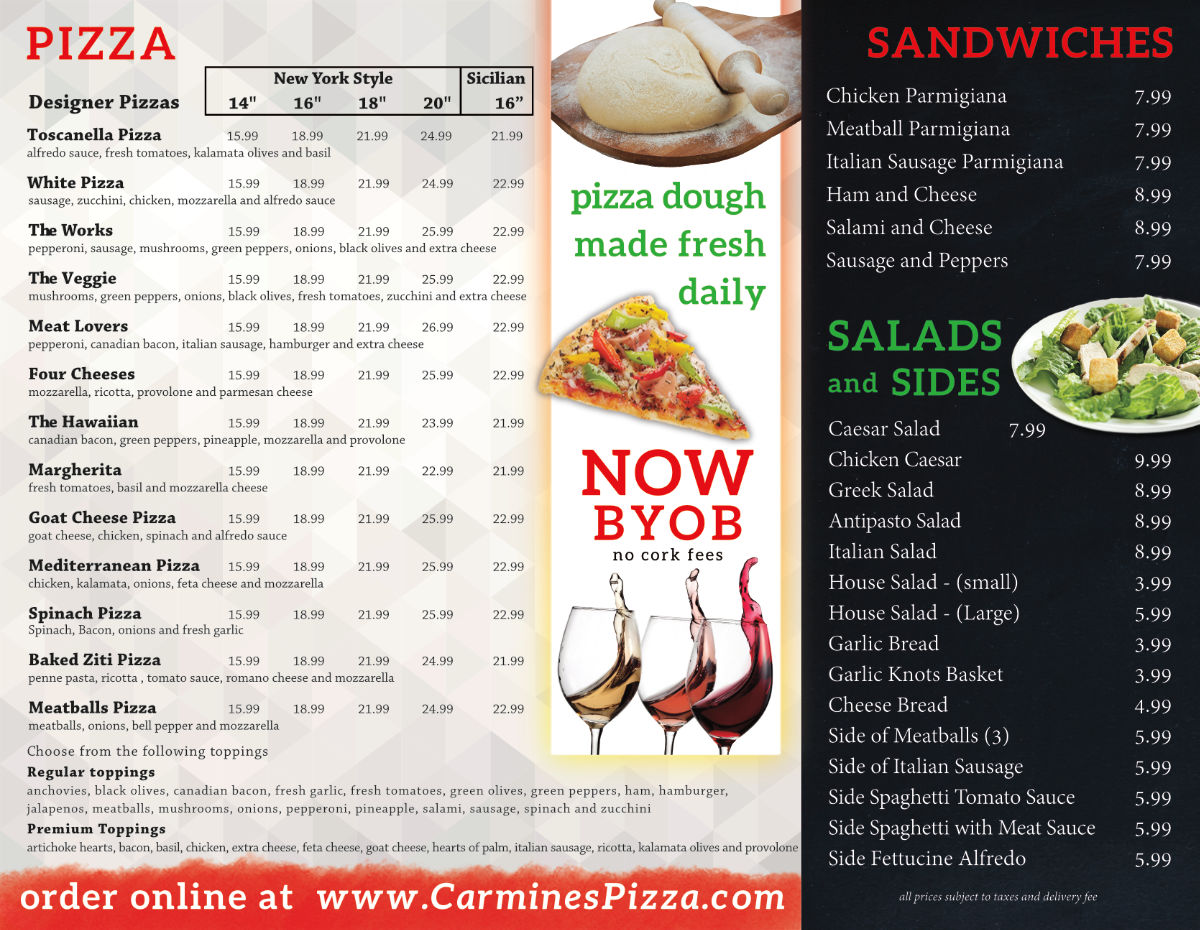 PIZZA
New York Style Sicilian
Designer Pizzas 14" 16" 18" 20" 16”
Toscanella Pizza 15.99 18.99 21.99 24.99 21.99
alfredo sauce, fresh tomatoes, kalamata olives and basil
White Pizza 15.99 18.99 21.99 24.99 22.99
sausage, zucchini, chicken, mozzarella and alfredo sauce
The Works 15.99 18.99 21.99 25.99 22.99
pepperoni, sausage, mushrooms, green peppers, onions, black olives and extra cheese
The Veggie 15.99 18.99 21.99 25.99 22.99
mushrooms, green peppers, onions, black olives, fresh tomatoes, zucchini and extra cheese
Meat Lovers 15.99 18.99 21.99 26.99 22.99
pepperoni, canadian bacon, italian sausage, hamburger and extra cheese
Four Cheeses 15.99 18.99 21.99 25.99 22.99
mozzarella, ricotta, provolone and parmesan cheese
The Hawaiian 15.99 18.99 21.99 23.99 21.99
canadian bacon, green peppers, pineapple, mozzarella and provolone
Margherita 15.99 18.99 21.99 22.99 21.99
fresh tomatoes, basil and mozzarella cheese
Goat Cheese Pizza 15.99 18.99 21.99 25.99 22.99
goat cheese, chicken, spinach and alfredo sauce
Mediterranean Pizza 15.99 18.99 21.99 25.99 22.99
chicken, kalamata, onions, feta cheese and mozzarella
Spinach Pizza 15.99 18.99 21.99 25.99 22.99
Spinach, Bacon, onions and fresh garlic
Baked Ziti Pizza 15.99 18.99 21.99 24.99 21.99
penne pasta, ricotta , tomato sauce, romano cheese and mozzarella
Meatballs Pizza 15.99 18.99 21.99 24.99 22.99
meatballs, onions, bell pepper and mozzarella
Choose from the following toppings
Regular toppings
anchovies, black olives, canadian bacon, fresh garlic, fresh tomatoes, green olives, green peppers, ham, hamburger,
jalapenos, meatballs, mushrooms, onions, pepperoni, pineapple, salami, sausage, spinach and zucchini
Premium Toppings
artichoke hearts, bacon, basil, chicken, extra cheese, feta cheese, goat cheese, hearts of palm, italian sausage, ricotta, kalamata olives and provolone
order online at www.CarminesPizza.com
pizza dough
made fresh
daily
NOW
BYOB
no cork fees
SANDWICHES
Chicken Parmigiana 7.99
Meatball Parmigiana 7.99
Italian Sausage Parmigiana 7.99
Ham and Cheese 8.99
Salami and Cheese 8.99
Sausage and Peppers 7.99
SALADS
and SIDES
Caesar Salad 7.99
Chicken Caesar 9.99
Greek Salad 8.99
Antipasto Salad 8.99
Italian Salad 8.99
House Salad - (small) 3.99
House Salad - (Large) 5.99
Garlic Bread 3.99
Garlic Knots Basket 3.99
Cheese Bread 4.99
Side of Meatballs (3) 5.99
Side of Italian Sausage 5.99
Side Spaghetti Tomato Sauce 5.99
Side Spaghetti with Meat Sauce 5.99
Side Fettucine Alfredo 5.99
all prices subject to taxes and delivery fee